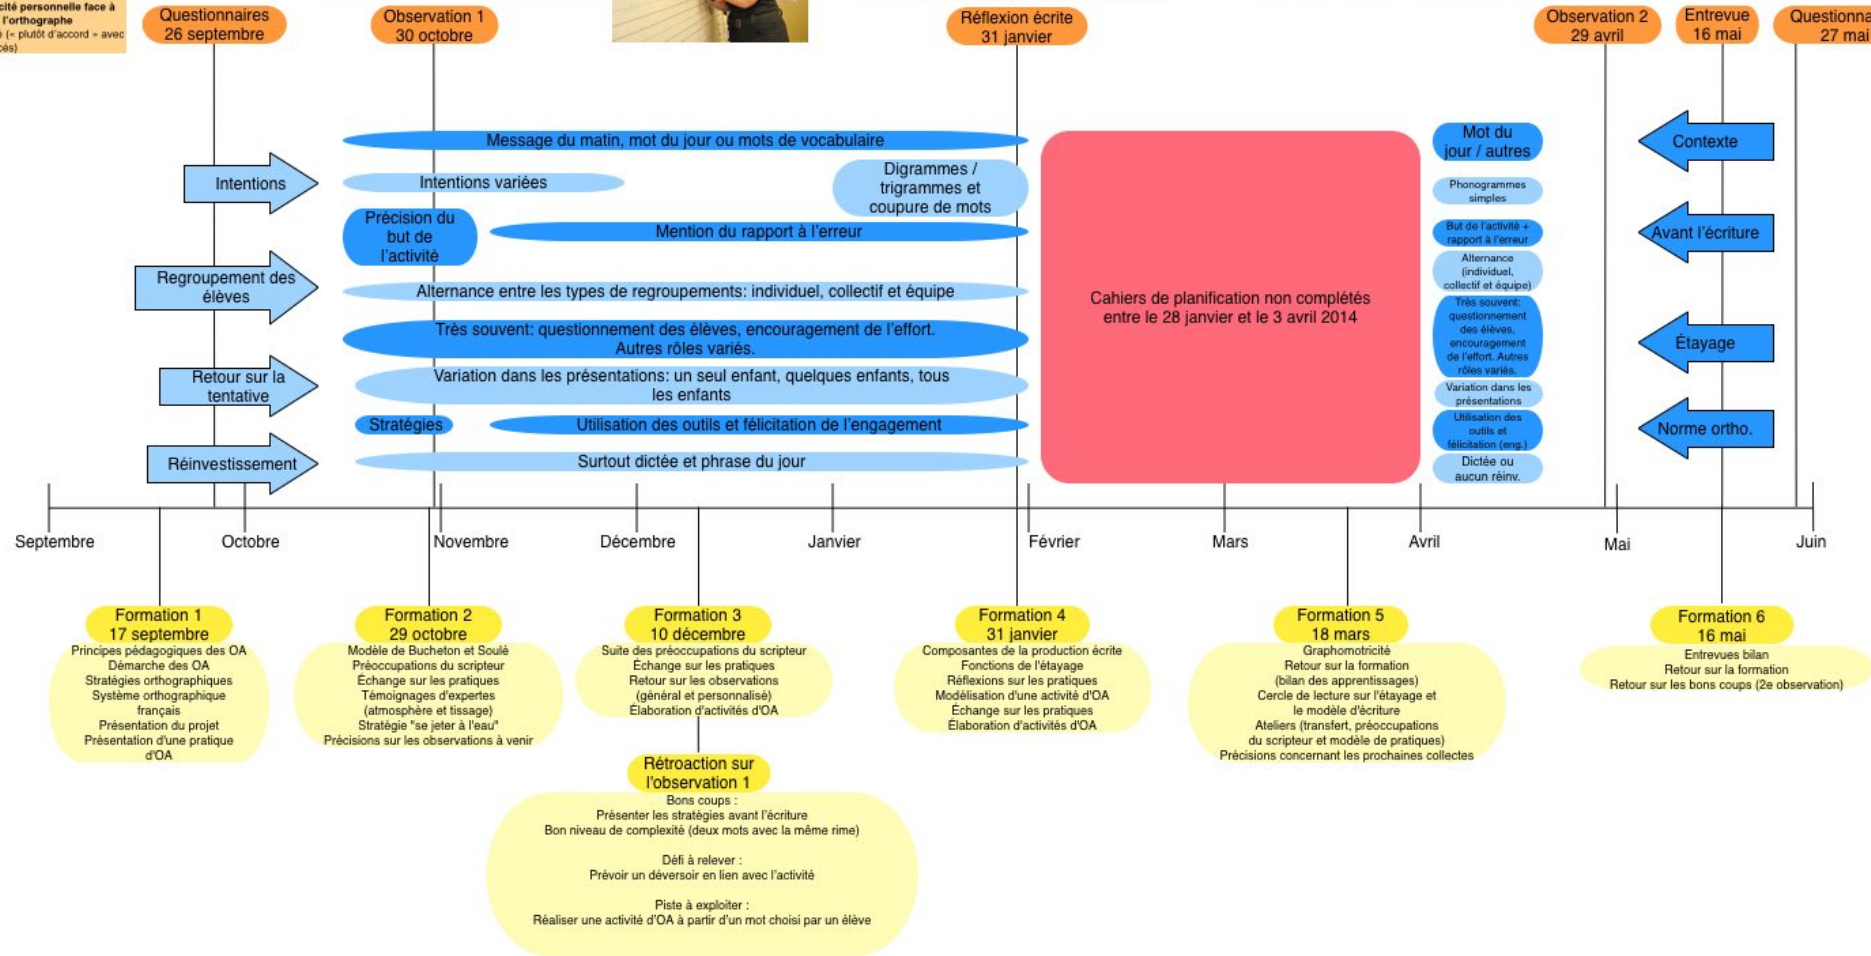 cité personnelle face à
l'orthographe
(« plutôt d'accord » avec
Questionnaires
26 septembre
Observation 1
30 octobre
Réflexion écrite
31 janvier
Observation 2
29 avril
Entrevue
16 mai
Questionna
27 mai
Message du matin, mot du jour ou mots de vocabulaire
Mot du
jour / autres
Contexte
Intentions
Intentions variées
Digrammes /
trigrammes et
coupure de mots
Phonogrammes
simples
Précision du
but de
l'activité
Mention du rapport à l'erreur
But de l'activité +
rapport à l'erreur
Avant l'écriture
Regroupement des
élèves
Alternance entre les types de regroupements: individuel, collectif et équipe
Alternance
(individuel,
collectif et équipe)
Cahiers de planification non complétés
entre le 28 janvier et le 3 avril 2014
Très souvent: questionnement des élèves, encouragement de l'effort.
Autres rôles variés.
Très souvent:
questionnement
des élèves,
encouragement
de l'effort. Autres
rôles variés.
Étayage
Retour sur la
tentative
Variation dans les présentations: un seul enfant, quelques enfants, tous
les enfants
Variation dans les
présentations
Stratégies
Utilisation des outils et félicitation de l'engagement
Utilisation des
outils et
félicitation (eng.)
Norme ortho.
Réinvestissement
Surtout dictée et phrase du jour
Dictée ou
aucun réinv.
Septembre
Octobre
Novembre
Décembre
Janvier
Février
Mars
Avril
Mai
Juin
Formation 1
17 septembre
Principes pédagogiques des OA
Démarche des OA
Stratégies orthographiques
Système orthographique
français
Présentation du projet
Présentation d'une pratique
d'OA
Formation 2
29 octobre
Modèle de Bucheton et Soulé
Préoccupations du scripteur
Échange sur les pratiques
Témoignages d'expertes
(atmosphère et tissage)
Stratégie "se jeter à l'eau"
Précisions sur les observations à venir
Formation 3
10 décembre
Suite des préoccupations du scripteur
Échange sur les pratiques
Retour sur les observations
(général et personnalisé)
Élaboration d'activités d'OA
Rétroaction sur
l'observation 1
Bons coups :
Présenter les stratégies avant l'écriture
Bon niveau de complexité (deux mots avec la même rime)
Défi à relever :
Prévoir un déversoir en lien avec l'activité
Piste à exploiter :
Réaliser une activité d'OA à partir d'un mot choisi par un élève
Formation 4
31 janvier
Composantes de la production écrite
Fonctions de l'étayage
Réflexions sur les pratiques
Modélisation d'une activité d'OA
Échange sur les pratiques
Élaboration d'activités d'OA
Formation 5
18 mars
Graphomotricité
Retour sur la formation
(bilan des apprentissages)
Cercle de lecture sur l'étayage et
le modèle d'écriture
Ateliers (transfert, préoccupations
du scripteur et modèle de pratiques)
Précisions concernant les prochaines collectes
Formation 6
16 mai
Entrevues bilan
Retour sur la formation
Retour sur les bons coups (2e observation)